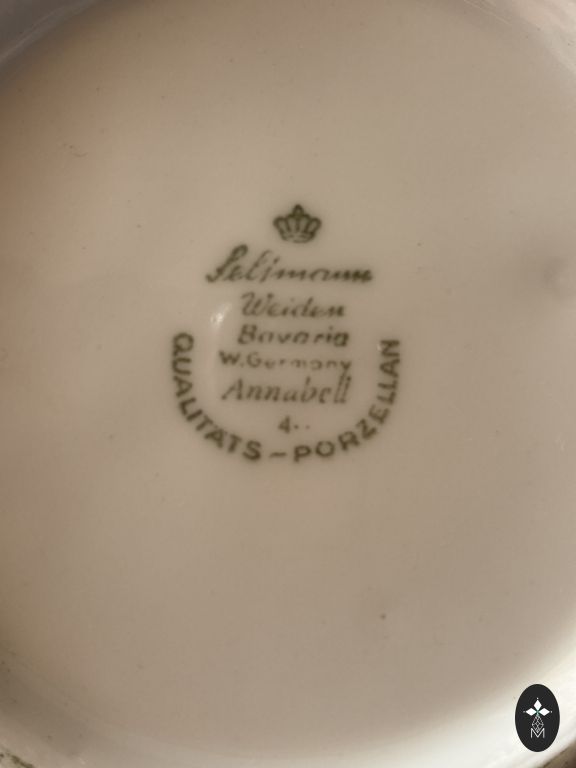 Seltmann
Weiden
Bavaria
W.Germany
Annabell
4..
QUALITÄTS-PORZELLAN
M